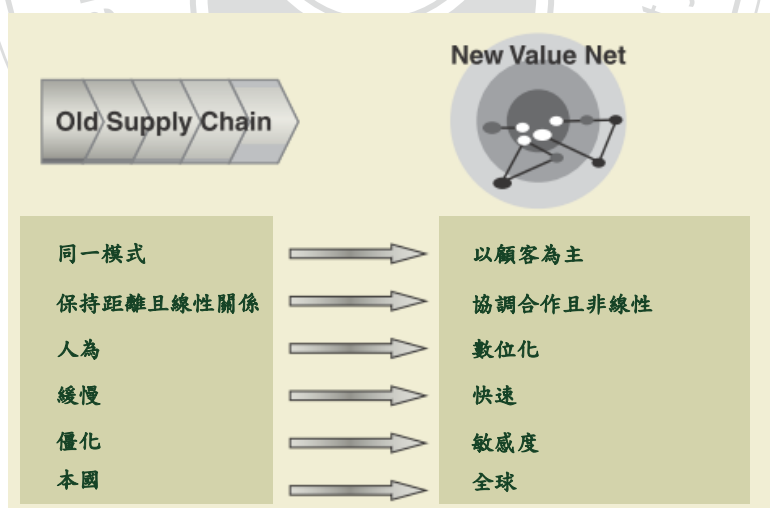 New Value Net
Old Supply Chain
同一模式
以顧客為主
保持距離且線性關係
協調合作且非線性
人為
數位化
緩慢
快速
僵化
敏感度
本國
全球